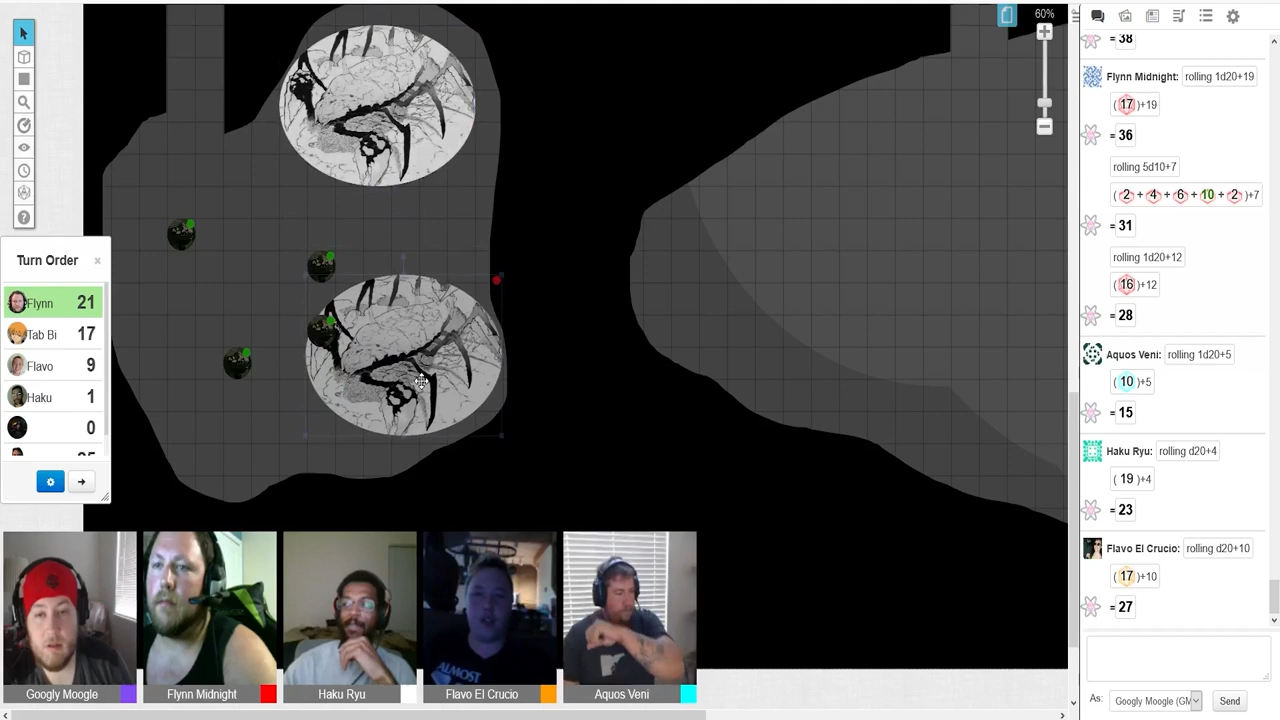 60%
= 38
Flynn Midnight: rolling 1d20+19
(17)+19
= 36
rolling 5d10+7
(2+4+6+10+2)+7
= 31
rolling 1d20+12
(16)+12
= 28
Aquos Veni: rolling 1d20+5
(10)+5
= 15
Haku Ryu: rolling d20+4
(19)+4
= 23
Flavo El Crucio: rolling d20+10
(17)+10
= 27
As: Googly Moogle (GM Send
Turn Order ×
Flynn 21
Tab Bi 17
Flavo 9
Haku 1
0
ALMOST
Googly Moogle
Flynn Midnight
Haku Ryu
Flavo El Crucio
Aquos Veni